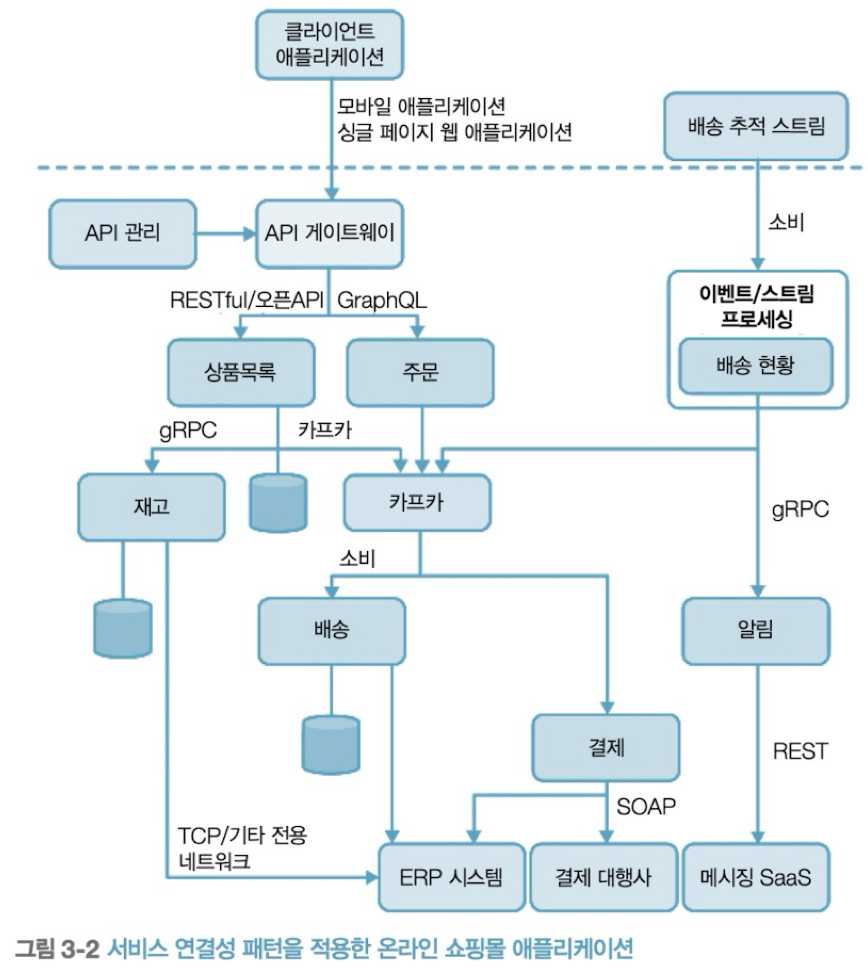 클라이언트
애플리케이션
모바일 애플리케이션
싱글 페이지 웹 애플리케이션
배송 추적 스트림
API 관리
API 게이트웨이
소비
RESTful/오픈API
GraphQL
이벤트/스트림
프로세싱
배송 현황
상품목록
주문
gRPC
카프카
재고
카프카
gRPC
소비
배송
알림
결제
REST
SOAP
TCP/기타 전용
네트워크
ERP 시스템
결제 대행사
메시징 SaaS
그림 3-2 서비스 연결성 패턴을 적용한 온라인 쇼핑몰 애플리케이션